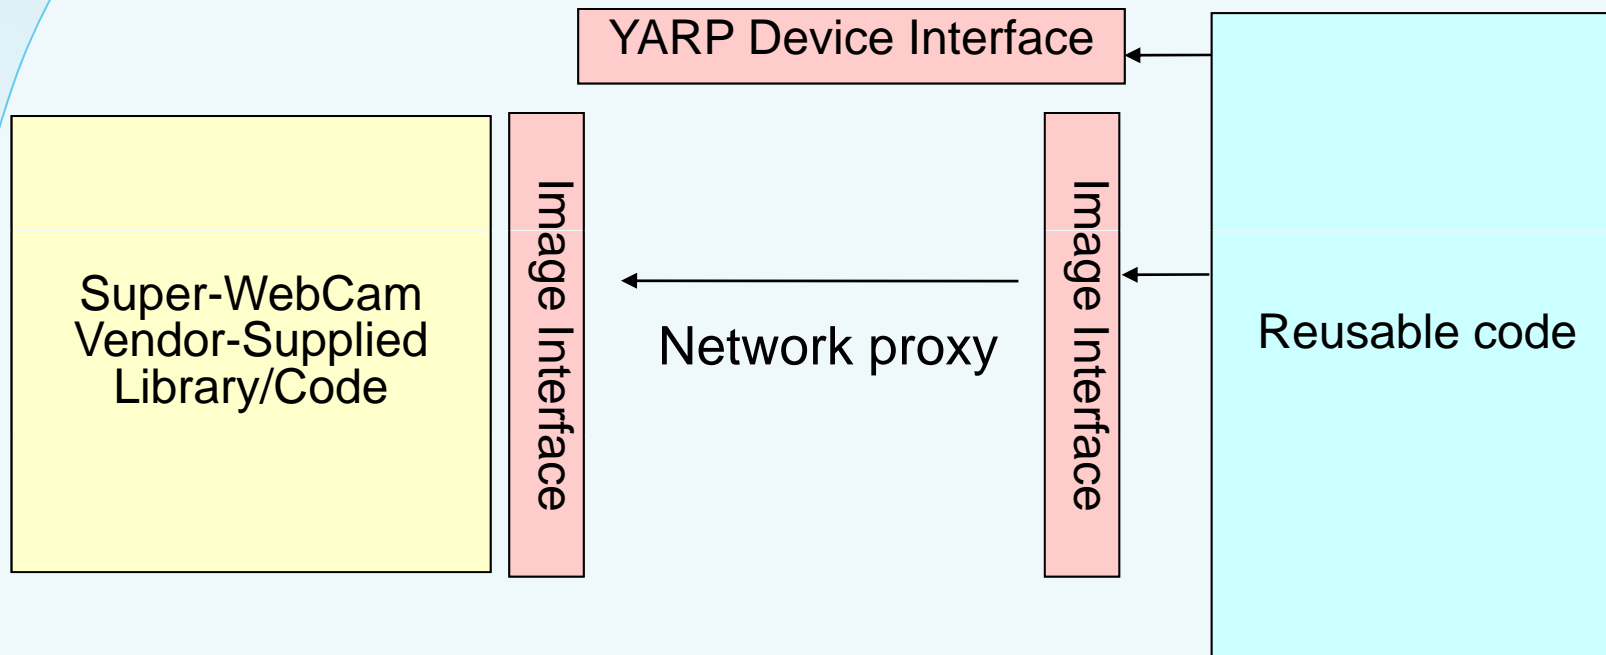 YARP Device Interface
Super-WebCam
Vendor-Supplied
Library/Code
Image Interface
Network proxy
Image Interface
Reusable code